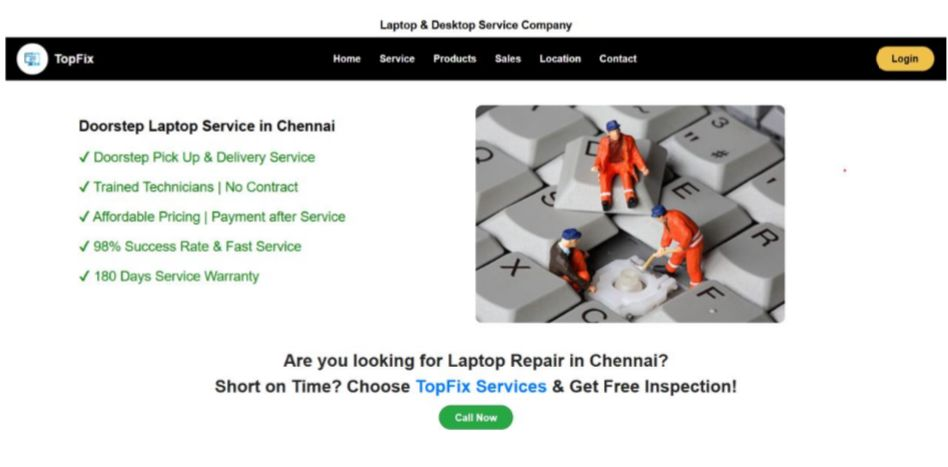 Laptop & Desktop Service Company
TopFix
Home Service Products Sales Location Contact
Login
Doorstep Laptop Service in Chennai
✓ Doorstep Pick Up & Delivery Service
✓ Trained Technicians | No Contract
✓ Affordable Pricing | Payment after Service
✓ 98% Success Rate & Fast Service
✓ 180 Days Service Warranty
3
#
Q
D
E
R
X
C
F
Are you looking for Laptop Repair in Chennai?
Short on Time? Choose TopFix Services & Get Free Inspection!
Call Now